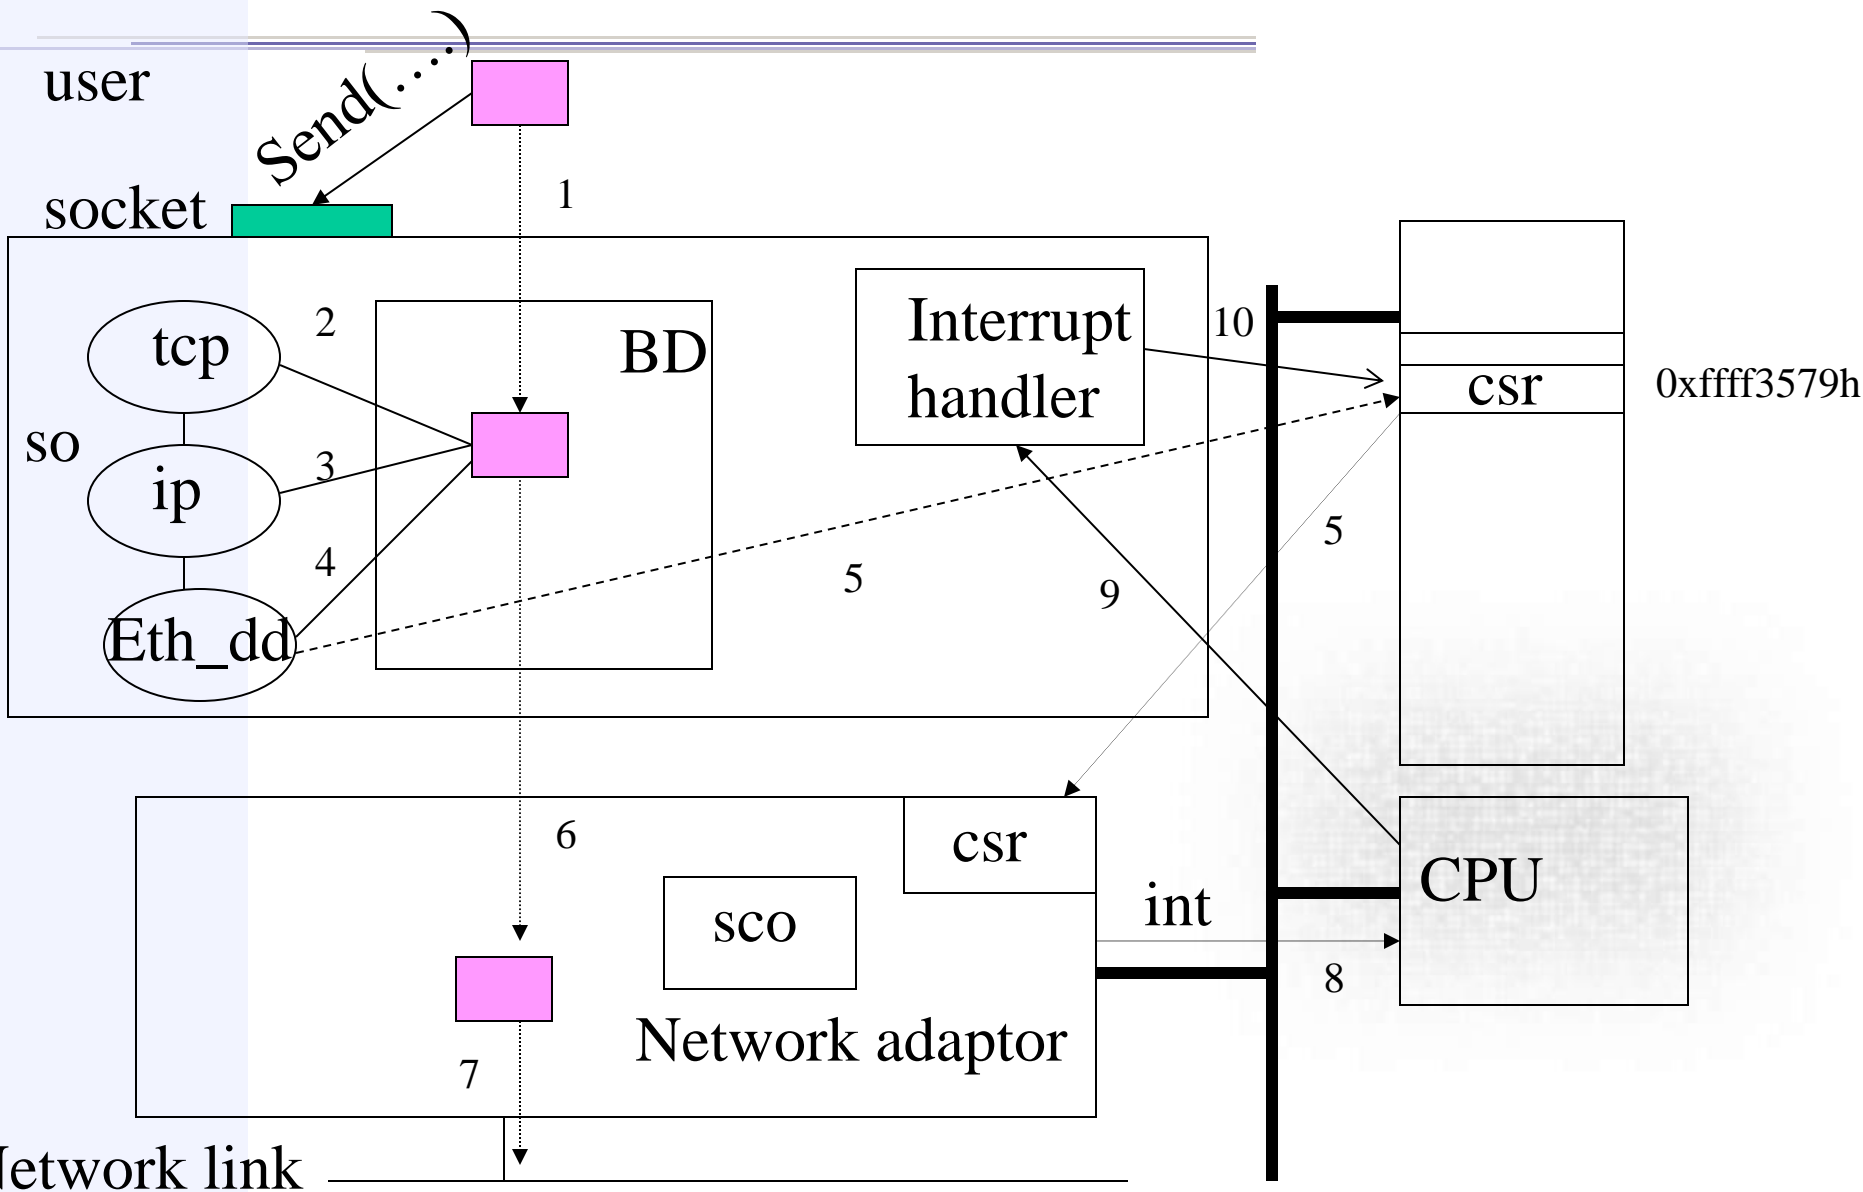 user
Send(....)
socket
1
so
tcp
2
ip
3
Eth_dd
4
BD
Interrupt
handler
10
csr
0xffff3579h
5
5
9
6
csr
sco
int
CPU
8
Network adaptor
7
etwork link